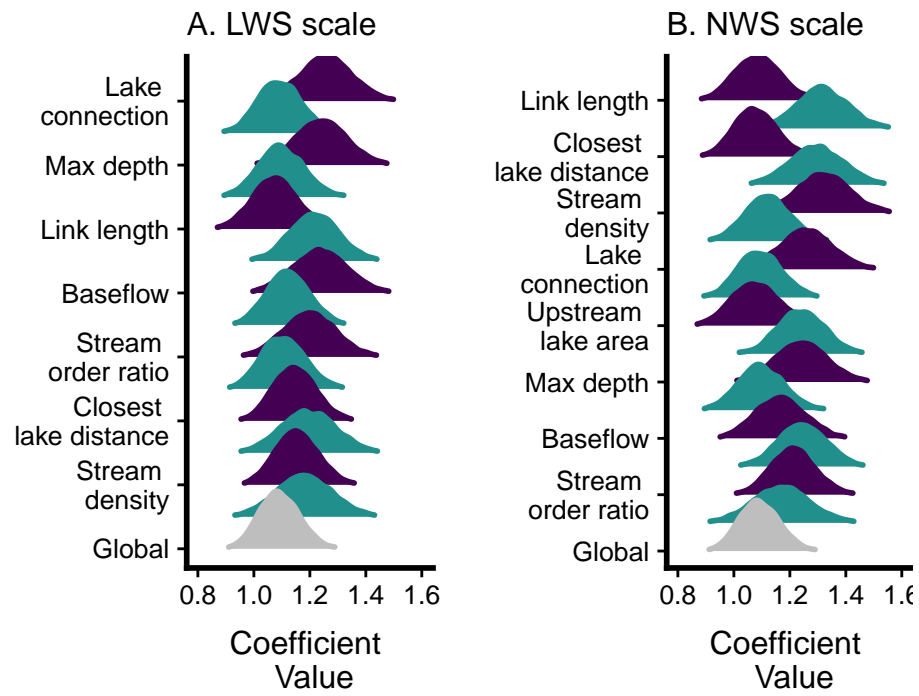 A. LWS scale
Lake
connection
Max depth
Link length
Baseflow
Stream
order ratio
Closest
lake distance
Stream
density
Global
0.8 1.0 1.2 1.4 1.6
Coefficient
Value
B. NWS scale
Link length
Closest
lake distance
Stream
density
Lake
connection
Upstream
lake area
Max depth
Baseflow
Stream
order ratio
Global
0.8 1.0 1.2 1.4 1.6
Coefficient
Value